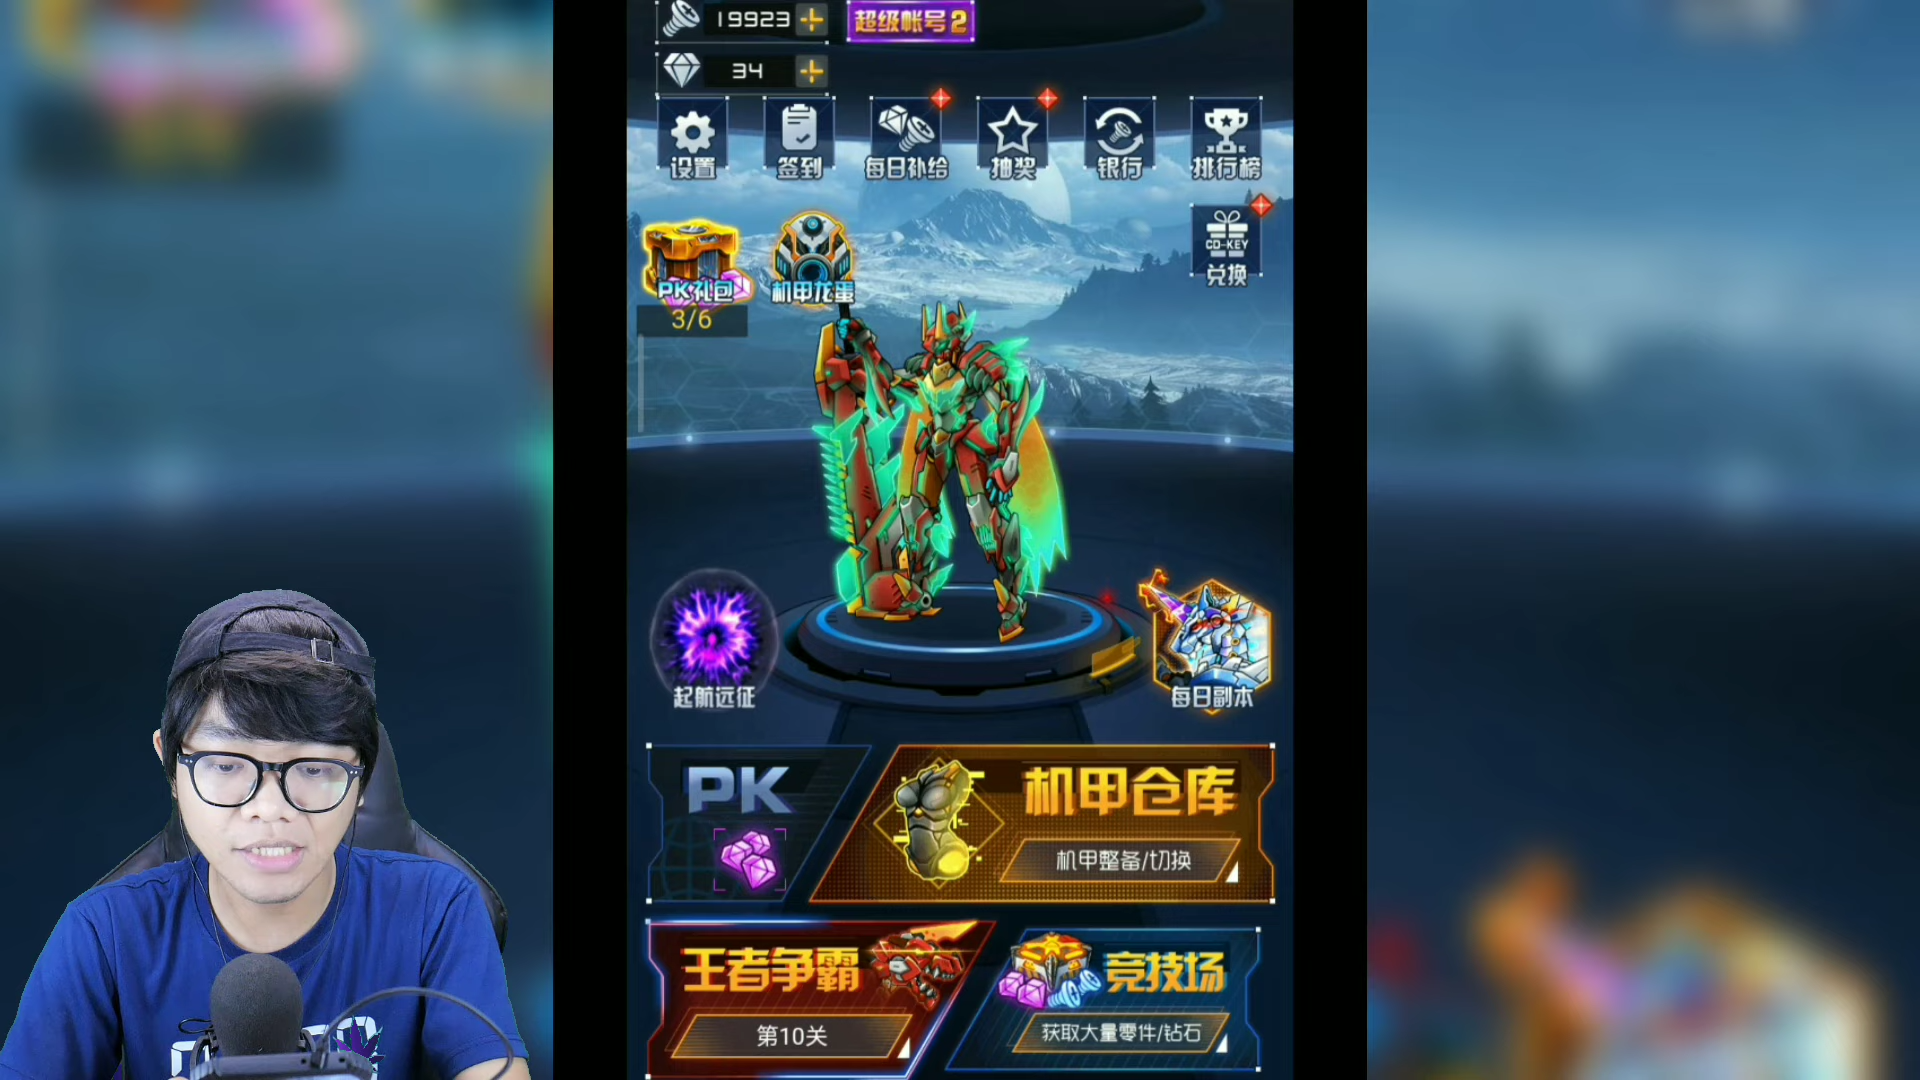 19923
超级帐号2
34
设置
签到
每日补给
抽奖
银行
排行榜
CD-KEY
兑换
PK礼包
机甲龙蛋
3/6
起航远征
每日副本
PK
机甲仓库
机甲整备/切换
王者争霸
竞技场
第10关
获取大量零件/钻石